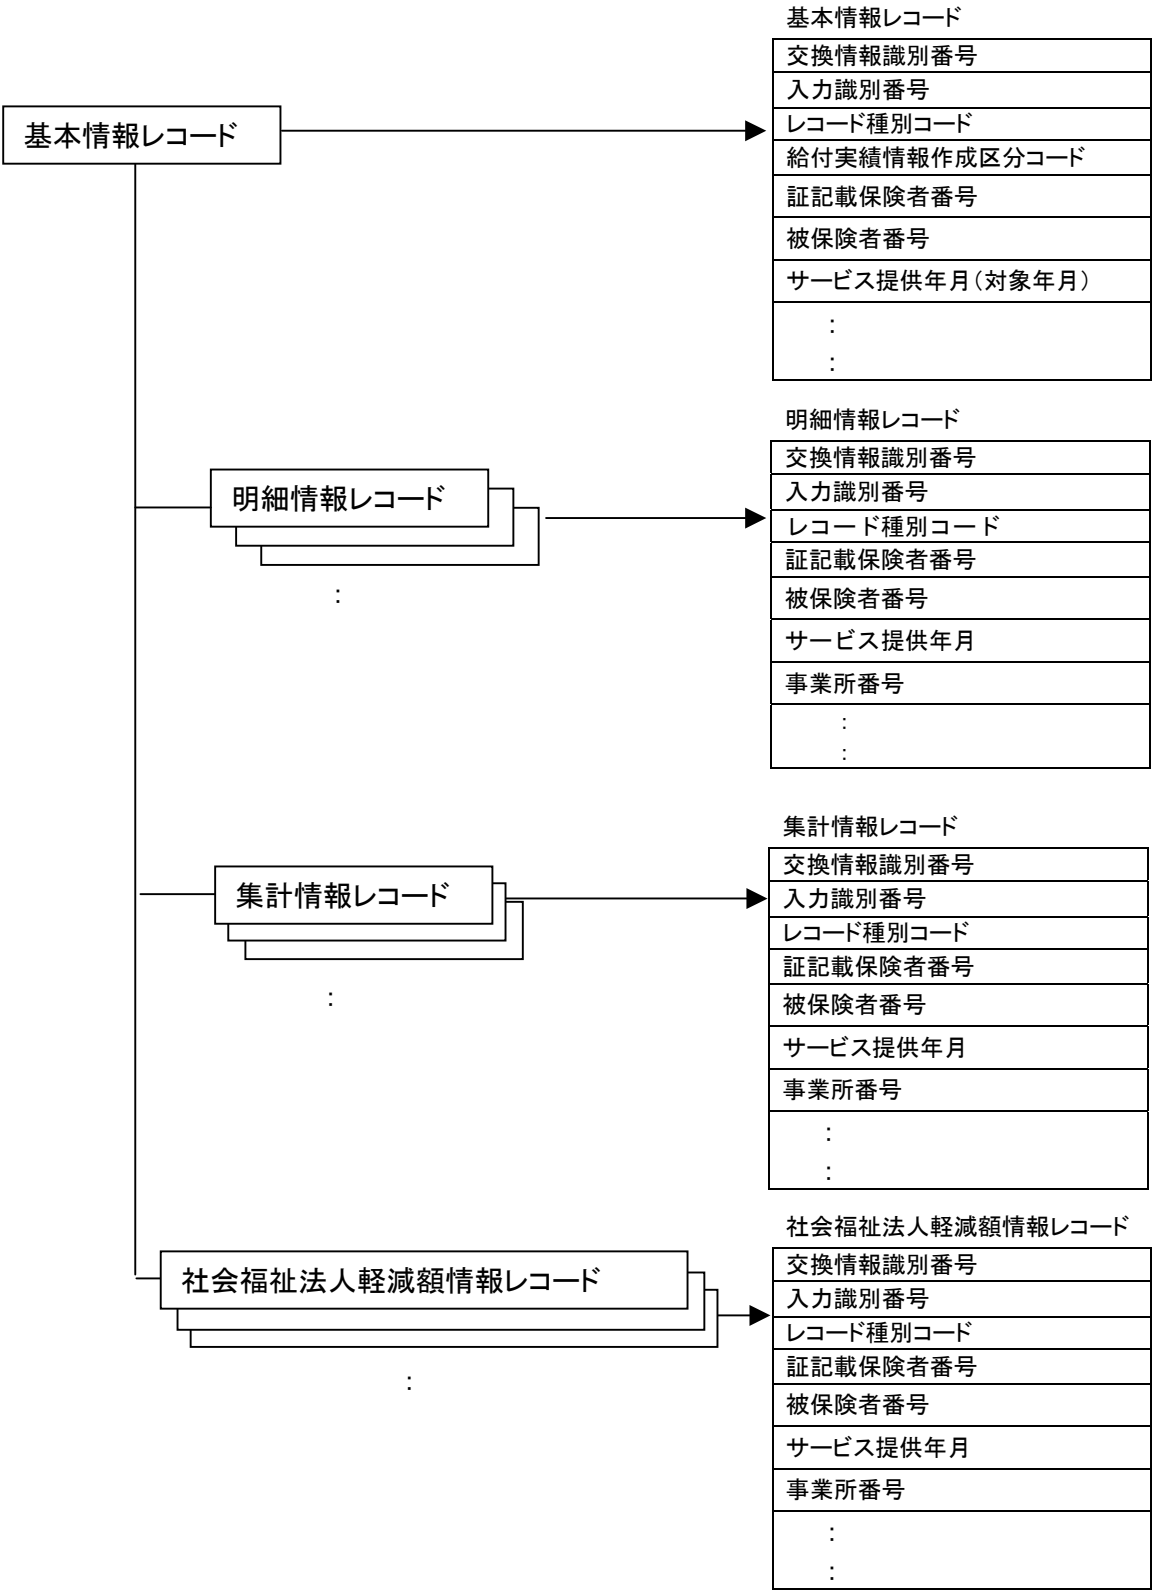 基本情報レコード
基本情報レコード
交換情報識別番号
入力識別番号
レコード種別コード
給付実績情報作成区分コード
証記載保険者番号
被保険者番号
サービス提供年月(対象年月)
:
:
明細情報レコード
:
明細情報レコード
交換情報識別番号
入力識別番号
レコード種別コード
証記載保険者番号
被保険者番号
サービス提供年月
事業所番号
:
:
集計情報レコード
:
集計情報レコード
交換情報識別番号
入力識別番号
レコード種別コード
証記載保険者番号
被保険者番号
サービス提供年月
事業所番号
:
:
社会福祉法人軽減額情報レコード
:
社会福祉法人軽減額情報レコード
交換情報識別番号
入力識別番号
レコード種別コード
証記載保険者番号
被保険者番号
サービス提供年月
事業所番号
:
: